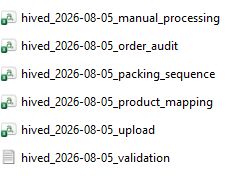 hived_2026-08-05_manual_processing
hived_2026-08-05_order_audit
hived_2026-08-05_packing_sequence
hived_2026-08-05_product_mapping
hived_2026-08-05_upload
hived_2026-08-05_validation